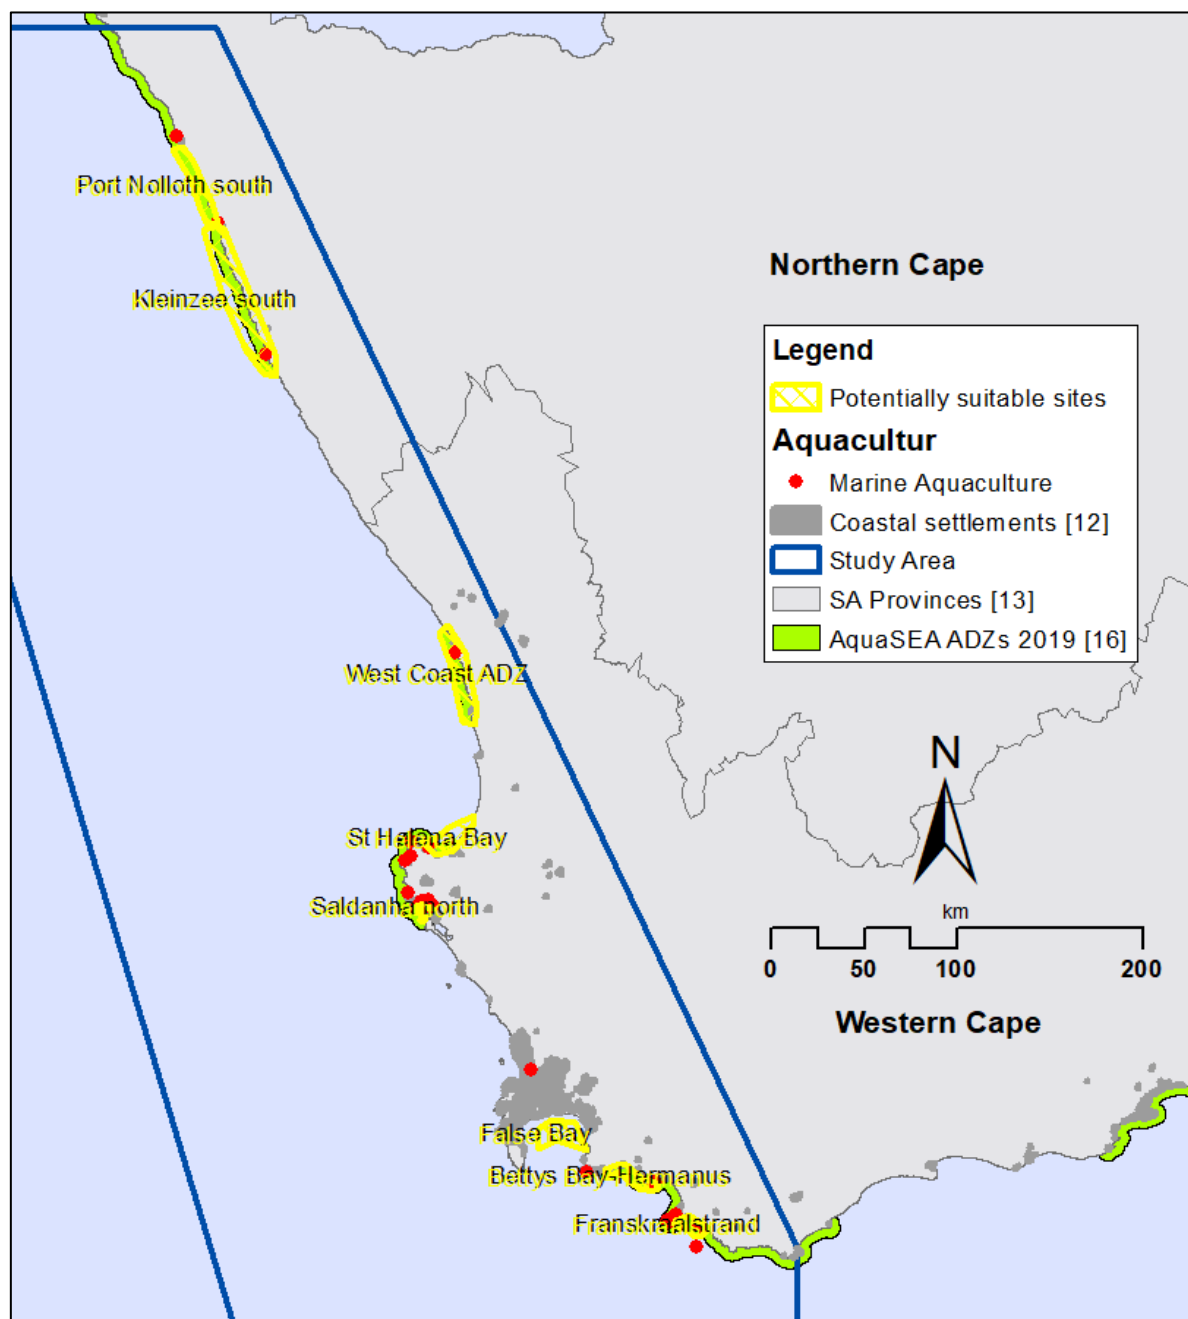 Port Nolloth south
Northern Cape
Kleinzee south
Legend
Potentially suitable sites
Aquacultur
Marine Aquaculture
Coastal settlements [12]
Study Area
SA Provinces [13]
AquaSEA ADZs 2019 [16]
West Coast ADZ
N
St Helena Bay
Saldanha north
km
0 50 100 200
Western Cape
False Bay
Bettys Bay-Hermanus
Franskraalstrand